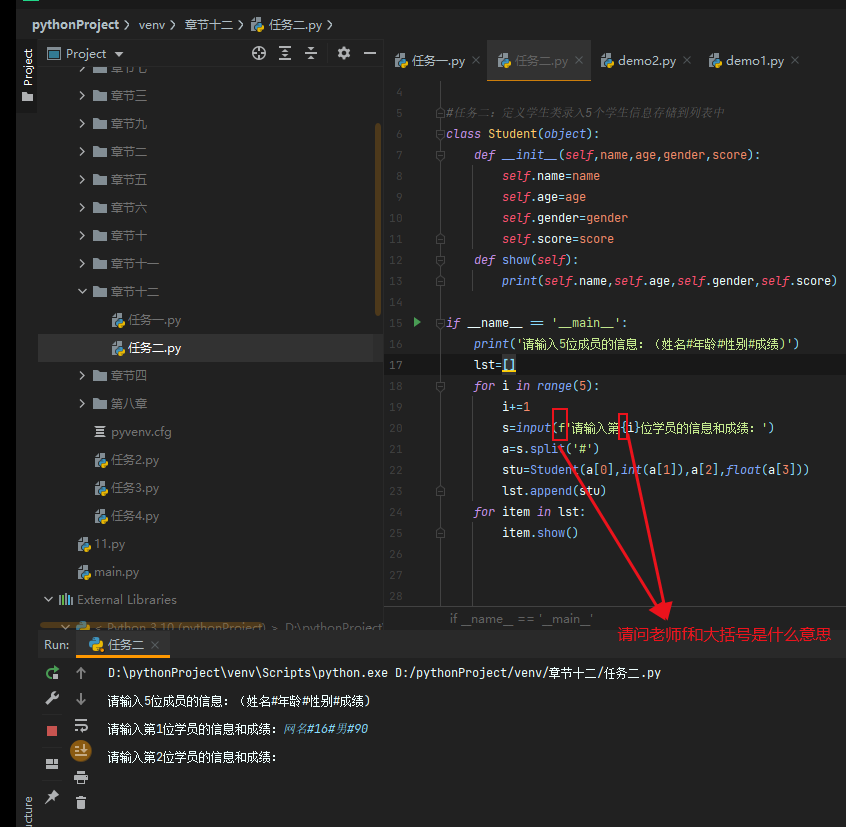 pythonProject > venv > 章节十二 > 任务二.py
Project
Project
章节七
章节三
章节九
章节二
章节五
章节六
章节十
章节十一
章节十二
任务一.py
任务二.py
章节四
第八章
pyvenv.cfg
任务2.py
任务3.py
任务4.py
11.py
main.py
External Libraries
< Python 3.10 (pythonProject) > D:\pythonProject
任务一.py
任务二.py
demo2.py
demo1.py
4
5 #任务二：定义学生类录入5个学生信息存储到列表中
6 class Student(object):
7 def __init__(self,name,age,gender,score):
8 self.name=name
9 self.age=age
10 self.gender=gender
11 self.score=score
12 def show(self):
13 print(self.name,self.age,self.gender,self.score)
14
15 if __name__ == '__main__':
16 print('请输入5位成员的信息：（姓名#年龄#性别#成绩)')
17 lst=[]
18 for i in range(5):
19 i+=1
20 s=input(f'请输入第{i}位学员的信息和成绩：')
21 a=s.split('#')
22 stu=Student(a[0],int(a[1]),a[2],float(a[3]))
23 lst.append(stu)
24 for item in lst:
25 item.show()
26
27
28
if __name__ == '__main__'
请问老师f和大括号是什么意思
Run: 任务二
D:\pythonProject\venv\Scripts\python.exe D:/pythonProject/venv/章节十二/任务二.py
请输入5位成员的信息：（姓名#年龄#性别#成绩)
请输入第1位学员的信息和成绩：网名#16#男#90
请输入第2位学员的信息和成绩：
ucture